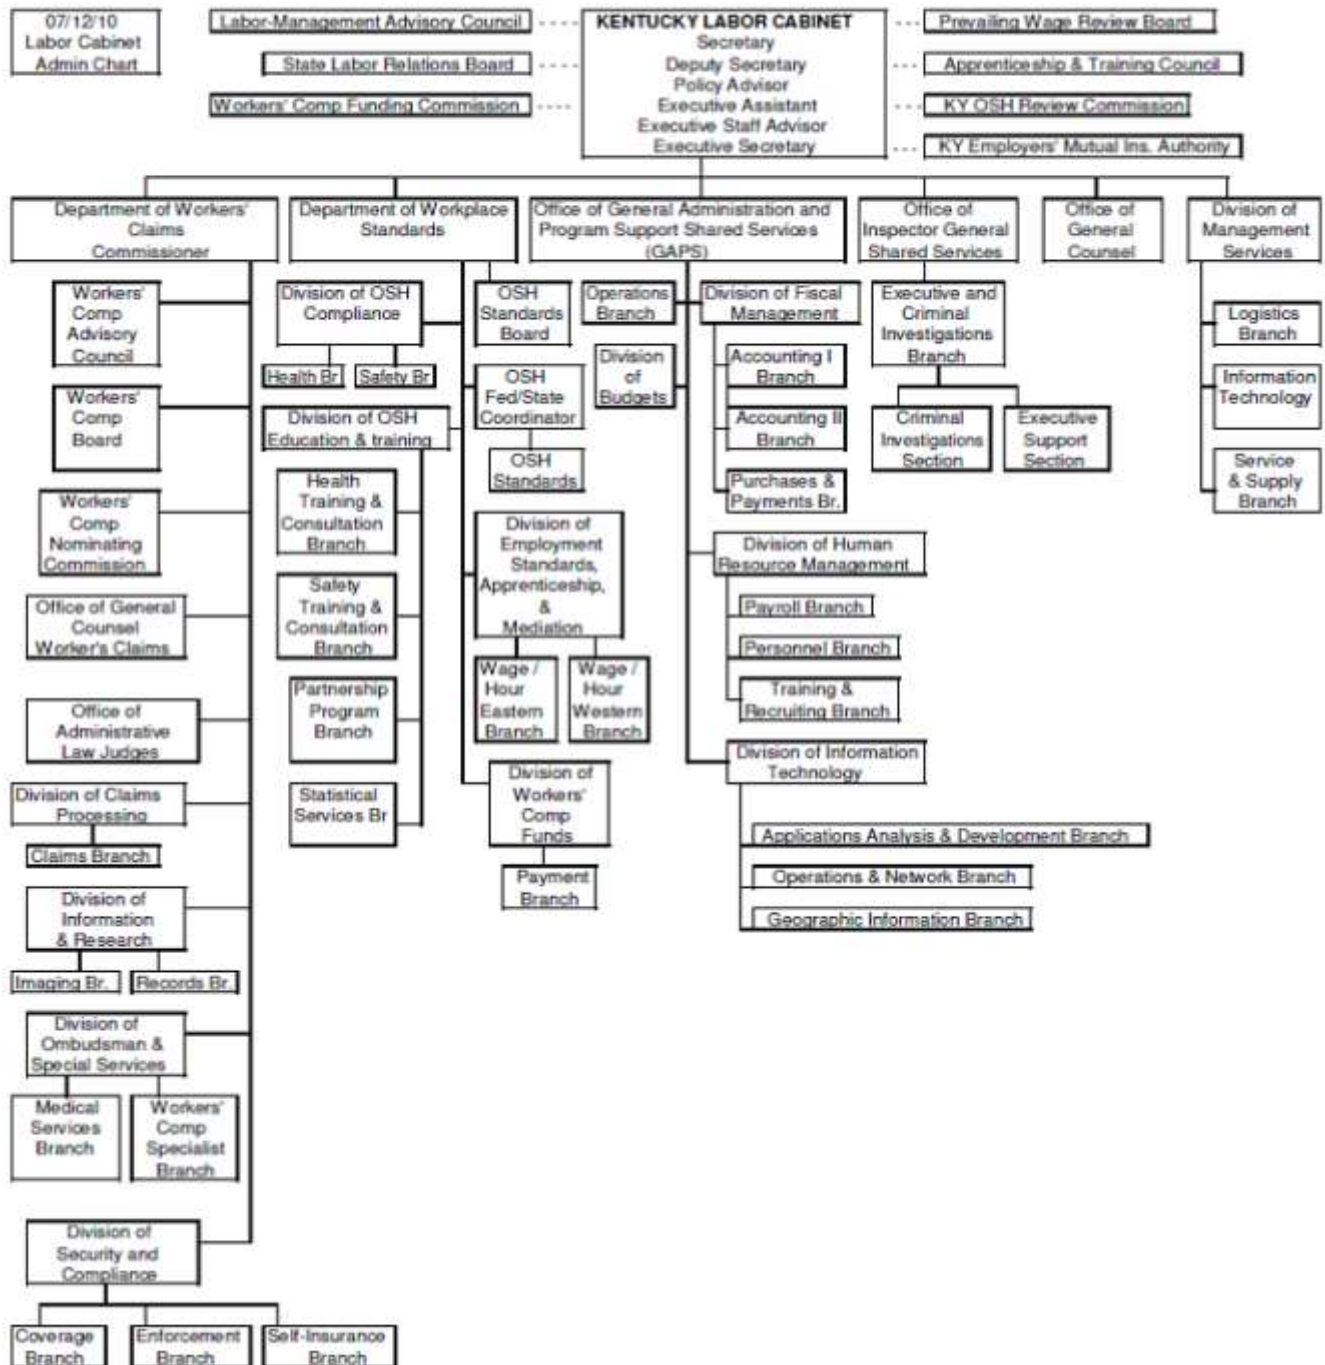 07/12/10
Labor Cabinet
Admin Chart
Labor-Management Advisory Council
State Labor Relations Board
Workers' Comp Funding Commission
KENTUCKY LABOR CABINET
Secretary
Deputy Secretary
Policy Advisor
Executive Assistant
Executive Staff Advisor
Executive Secretary
Prevailing Wage Review Board
Apprenticeship & Training Council
KY OSH Review Commission
KY Employers' Mutual Ins. Authority
Department of Workers'
Claims
Commissioner
Department of Workplace
Standards
Office of General Administration and
Program Support Shared Services
(GAPS)
Office of
Inspector General
Shared Services
Office of
General
Counsel
Division of
Management
Services
Workers'
Comp
Advisory
Council
Workers'
Comp
Board
Workers'
Comp
Nominating
Commission
Office of General
Counsel
Worker's Claims
Office of
Administrative
Law Judges
Division of Claims
Processing
Claims Branch
Division of
Information
& Research
Imaging Br.
Records Br.
Division of
Ombudsman &
Special Services
Medical
Services
Branch
Workers'
Comp
Specialist
Branch
Division of
Security and
Compliance
Coverage
Branch
Enforcement
Branch
Self-Insurance
Branch
Division of OSH
Compliance
Health Br
Safety Br
Division of OSH
Education & training
Health
Training &
Consultation
Branch
Safety
Training &
Consultation
Branch
Partnership
Program
Branch
Statistical
Services Br
OSH
Standards
Board
OSH
Fed/State
Coordinator
OSH
Standards
Division of
Employment
Standards,
Apprenticeship,
&
Mediation
Wage /
Hour
Eastern
Branch
Wage /
Hour
Western
Branch
Division of
Workers'
Comp
Funds
Payment
Branch
Operations
Branch
Division
of
Budgets
Division of Fiscal
Management
Accounting I
Branch
Accounting II
Branch
Purchases &
Payments Br.
Division of Human
Resource Management
Payroll Branch
Personnel Branch
Training &
Recruiting Branch
Division of Information
Technology
Applications Analysis & Development Branch
Operations & Network Branch
Geographic Information Branch
Executive and
Criminal
Investigations
Branch
Criminal
Investigations
Section
Executive
Support
Section
Logistics
Branch
Information
Technology
Service
& Supply
Branch